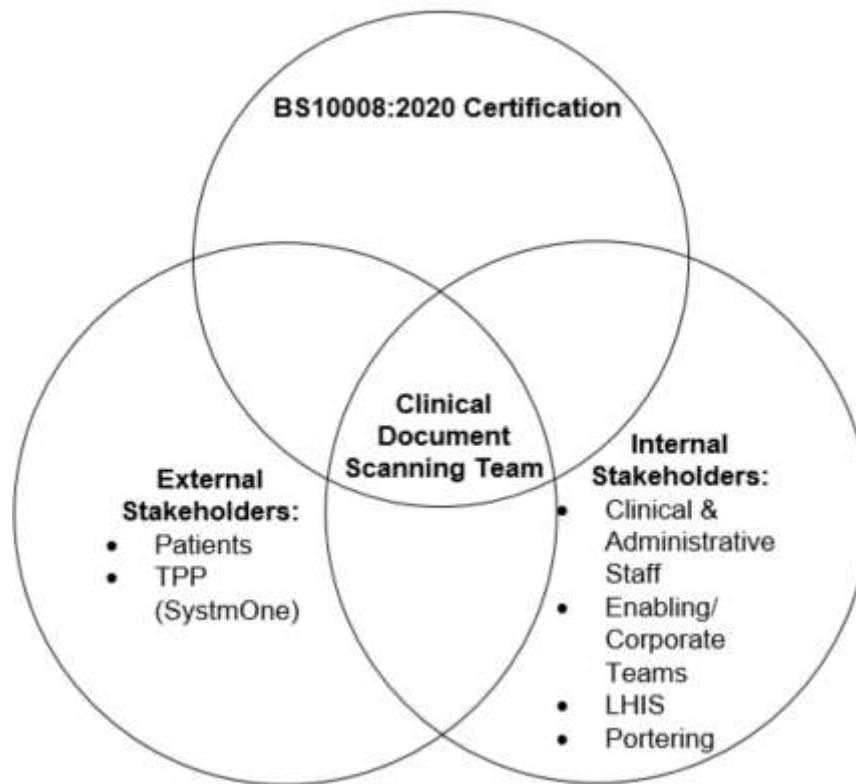 BS10008:2020 Certification
Clinical
Document
Scanning Team
External
Stakeholders:
• Patients
• TPP
(SystmOne)
Internal
Stakeholders:
• Clinical &
Administrative
Staff
• Enabling/
Corporate
Teams
• LHIS
• Portering